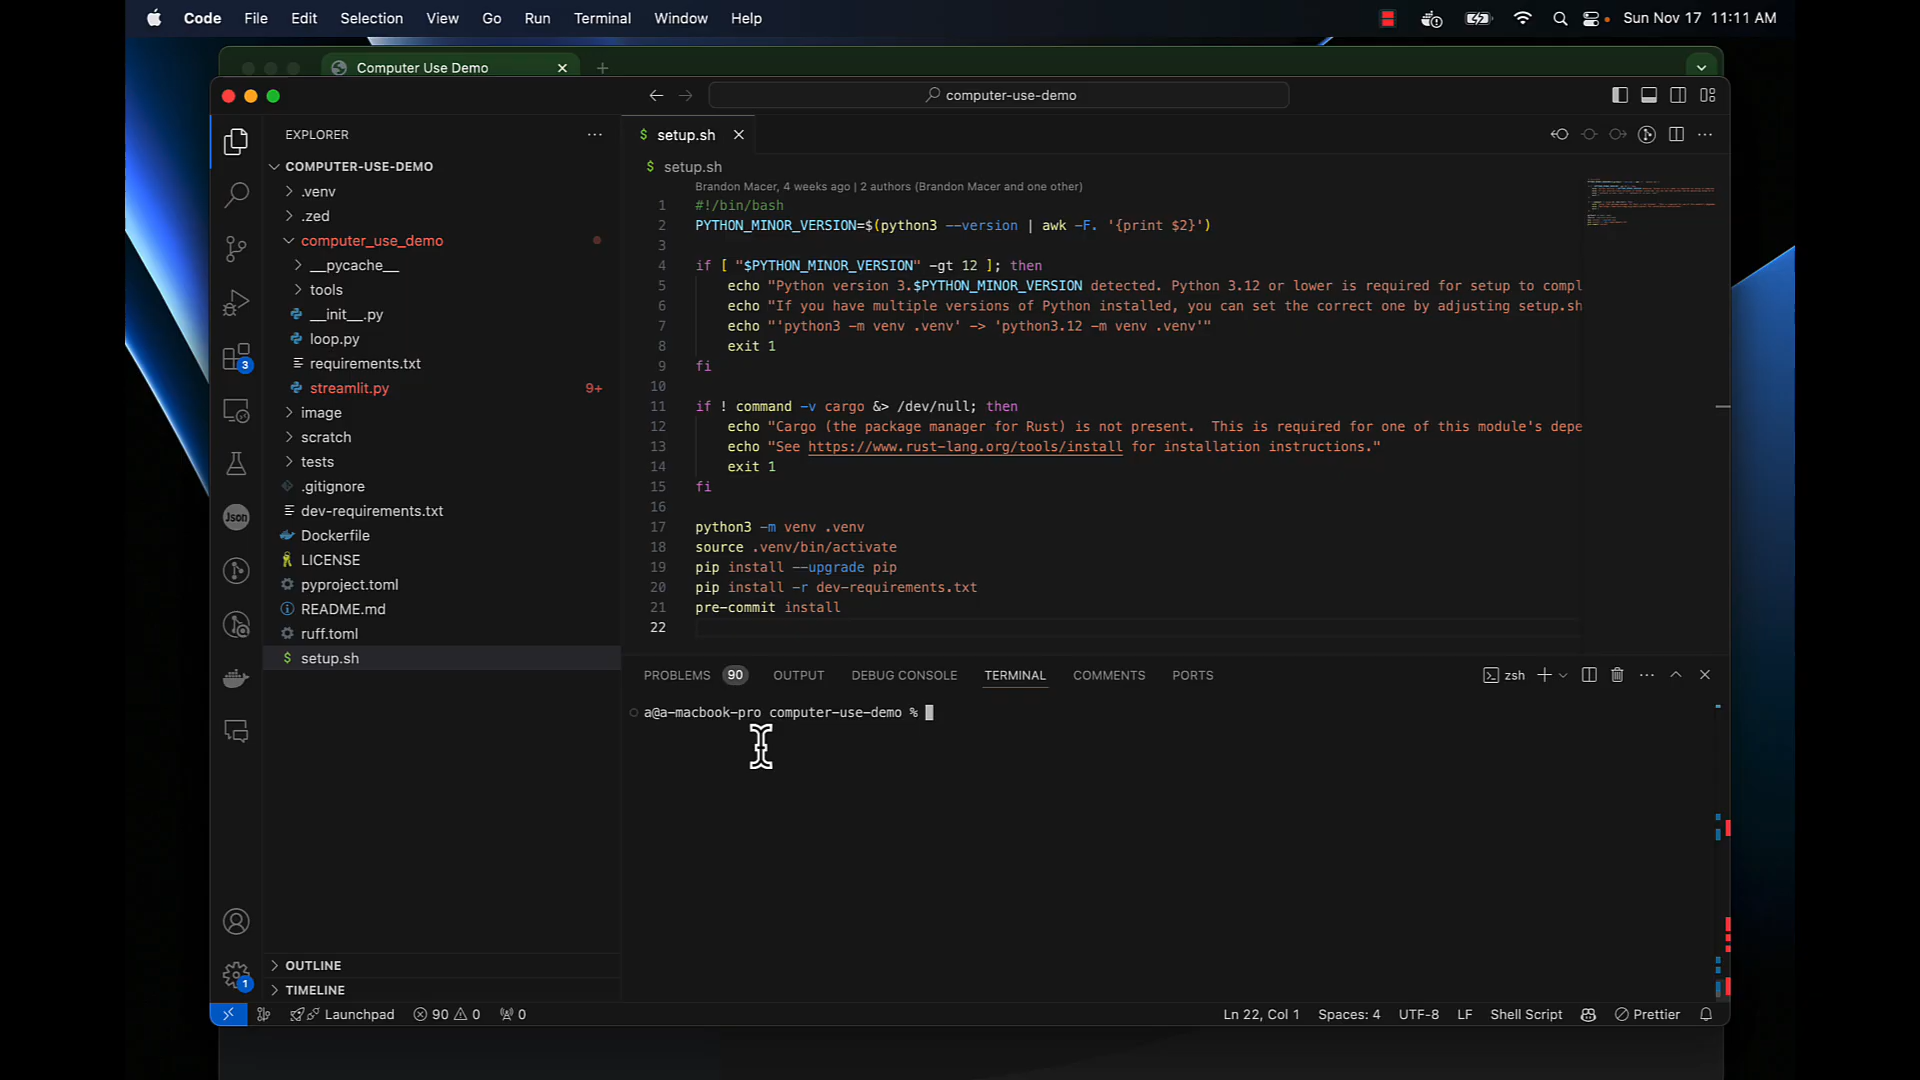 Code File Edit Selection View Go Run Terminal Window Help Sun Nov 17 11:11 AM
Computer Use Demo
computer-use-demo
EXPLORER
COMPUTER-USE-DEMO
.venv
.zed
computer_use_demo
__pycache__
tools
__init__.py
loop.py
requirements.txt
streamlit.py 9+
image
scratch
tests
.gitignore
dev-requirements.txt
Dockerfile
LICENSE
pyproject.toml
README.md
ruff.toml
$ setup.sh
OUTLINE
TIMELINE
3
Json
1
$ setup.sh
$ setup.sh
Brandon Macer, 4 weeks ago | 2 authors (Brandon Macer and one other)
1 #!/bin/bash
2 PYTHON_MINOR_VERSION=$(python3 --version | awk -F. '{print $2}')
3
4 if [ "$PYTHON_MINOR_VERSION" -gt 12 ]; then
5 echo "Python version 3.$PYTHON_MINOR_VERSION detected. Python 3.12 or lower is required for setup to compl
6 echo "If you have multiple versions of Python installed, you can set the correct one by adjusting setup.sh
7 echo "'python3 -m venv .venv' -> 'python3.12 -m venv .venv'"
8 exit 1
9 fi
10
11 if ! command -v cargo &> /dev/null; then
12 echo "Cargo (the package manager for Rust) is not present.  This is required for one of this module's depe
13 echo "See https://www.rust-lang.org/tools/install for installation instructions."
14 exit 1
15 fi
16
17 python3 -m venv .venv
18 source .venv/bin/activate
19 pip install --upgrade pip
20 pip install -r dev-requirements.txt
21 pre-commit install
22
PROBLEMS 90 OUTPUT DEBUG CONSOLE TERMINAL COMMENTS PORTS zsh
a@a-macbook-pro computer-use-demo %
Launchpad 90 0 0 Ln 22, Col 1 Spaces: 4 UTF-8 LF Shell Script Prettier